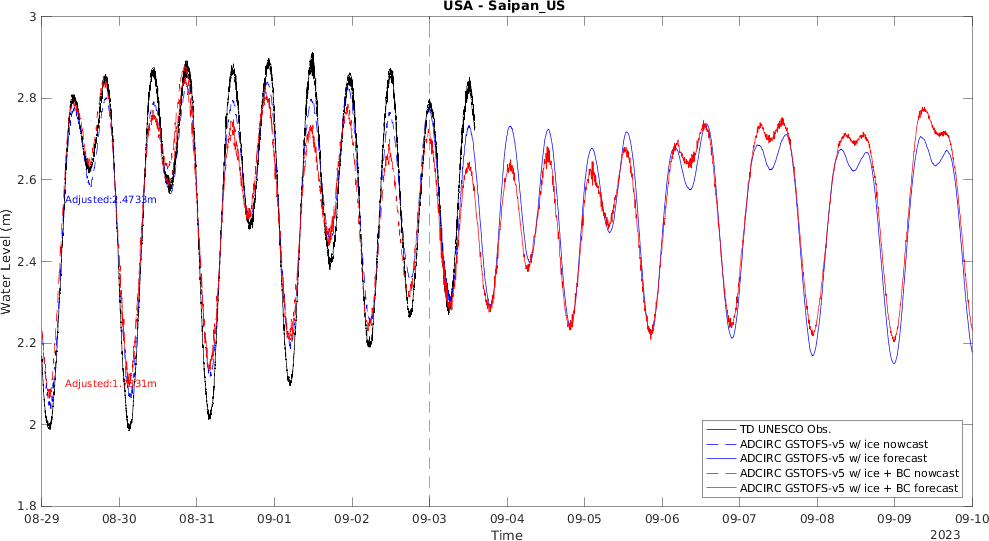 USA - Saipan_US
3
2.8
2.6
2.4
2.2
2
1.8
Water Level (m)
Adjusted:2.4733m
08-29
08-30
08-31
09-01
09-02
09-03
09-04
09-05
09-06
09-07
09-08
09-09
09-10
Time
2023
TD UNESCO Obs.
ADCIRC GSTOFS-v5 w/ ice nowcast
ADCIRC GSTOFS-v5 w/ ice forecast
ADCIRC GSTOFS-v5 w/ ice + BC nowcast
ADCIRC GSTOFS-v5 w/ ice + BC forecast